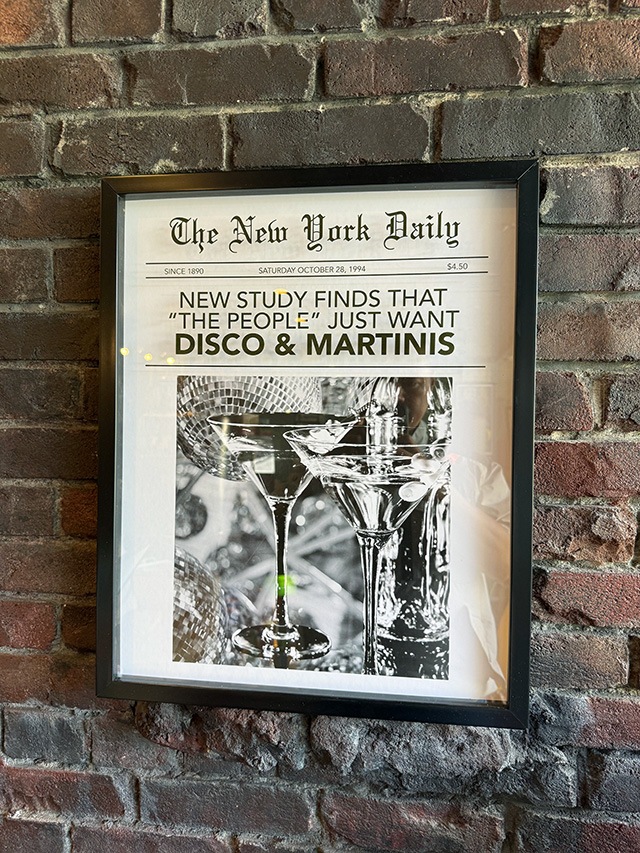 The New York Daily
SINCE 1890 SATURDAY OCTOBER 28, 1994 $4.50
NEW STUDY FINDS THAT
“THE PEOPLE” JUST WANT
DISCO & MARTINIS